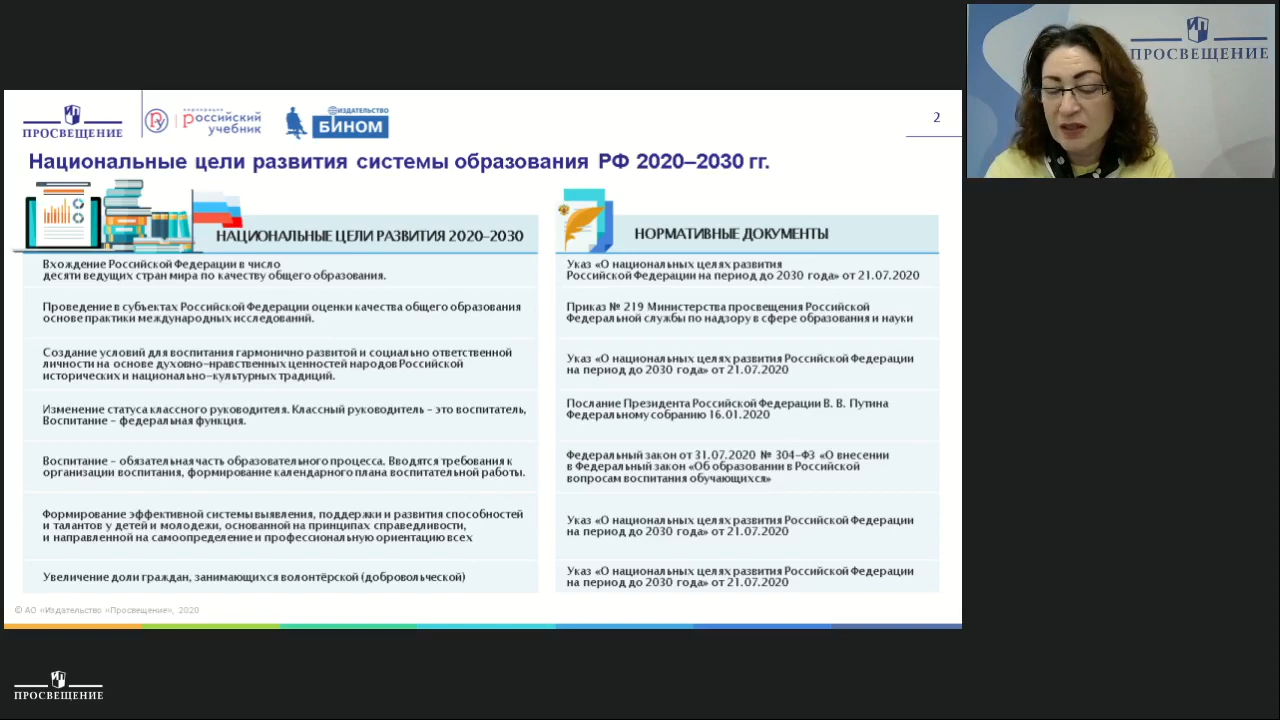 ПРОСВЕЩЕНИЕ
ПРОСВЕЩЕНИЕ
корпорация
российский
учебник
ИЗДАТЕЛЬСТВО
БИНОМ
2
Национальные цели развития системы образования РФ 2020–2030 гг.
НАЦИОНАЛЬНЫЕ ЦЕЛИ РАЗВИТИЯ 2020–2030
Вхождение Российской Федерации в число
десяти ведущих стран мира по качеству общего образования.
Проведение в субъектах Российской Федерации оценки качества общего образования
основе практики международных исследований.
Создание условий для воспитания гармонично развитой и социально ответственной
личности на основе духовно–нравственных ценностей народов Российской
исторических и национально–культурных традиций.
Изменение статуса классного руководителя. Классный руководитель – это воспитатель,
Воспитание – федеральная функция.
Воспитание – обязательная часть образовательного процесса. Вводятся требования к
организации воспитания, формирование календарного плана воспитательной работы.
Формирование эффективной системы выявления, поддержки и развития способностей
и талантов у детей и молодежи, основанной на принципах справедливости,
и направленной на самоопределение и профессиональную ориентацию всех
Увеличение доли граждан, занимающихся волонтёрской (добровольческой)
НОРМАТИВНЫЕ ДОКУМЕНТЫ
Указ «О национальных целях развития
Российской Федерации на период до 2030 года» от 21.07.2020
Приказ № 219 Министерства просвещения Российской
Федеральной службы по надзору в сфере образования и науки
Указ «О национальных целях развития Российской Федерации
на период до 2030 года» от 21.07.2020
Послание Президента Российской Федерации В. В. Путина
Федеральному собранию 16.01.2020
Федеральный закон от 31.07.2020 № 304–ФЗ «О внесении
в Федеральный закон «Об образовании в Российской
вопросам воспитания обучающихся»
Указ «О национальных целях развития Российской Федерации
на период до 2030 года» от 21.07.2020
Указ «О национальных целях развития Российской Федерации
на период до 2030 года» от 21.07.2020
© АО «Издательство «Просвещение», 2020
ПРОСВЕЩЕНИЕ